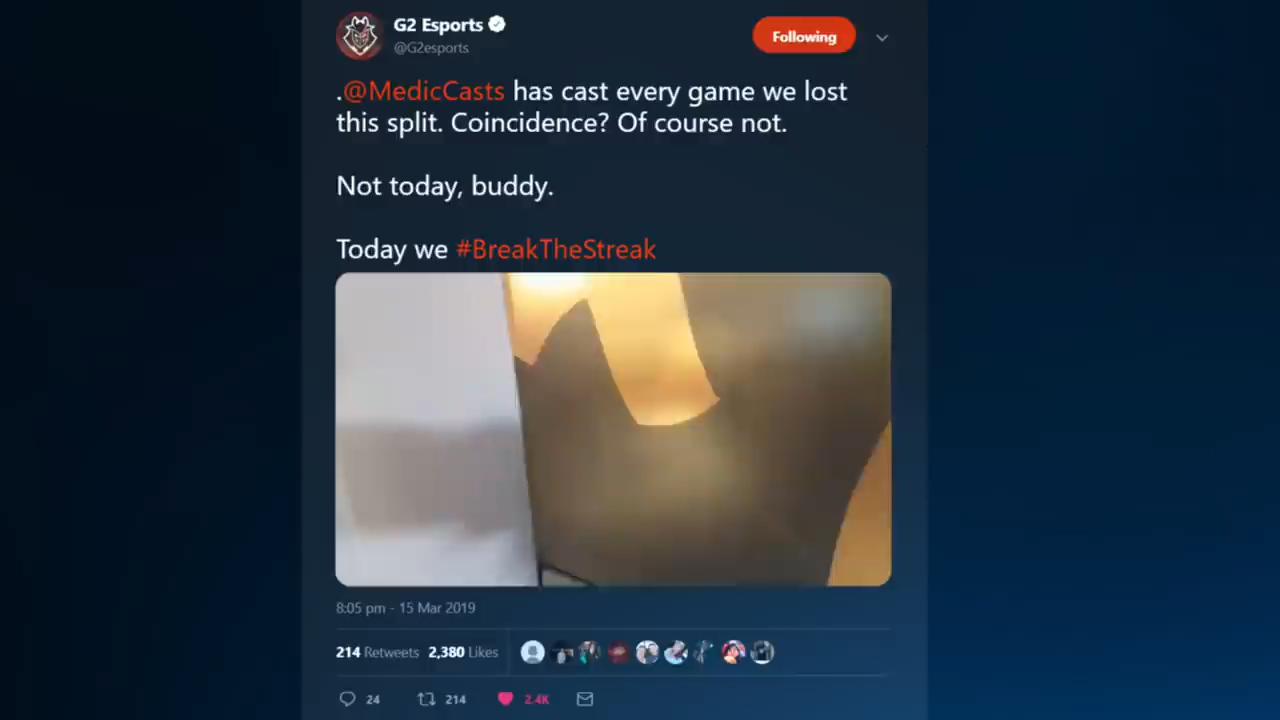 G2 Esports
@G2esports
Following
.@MedicCasts has cast every game we lost
this split. Coincidence? Of course not.
Not today, buddy.
Today we #BreakTheStreak
8:05 pm - 15 Mar 2019
214 Retweets 2,380 Likes
24 214 2.4K